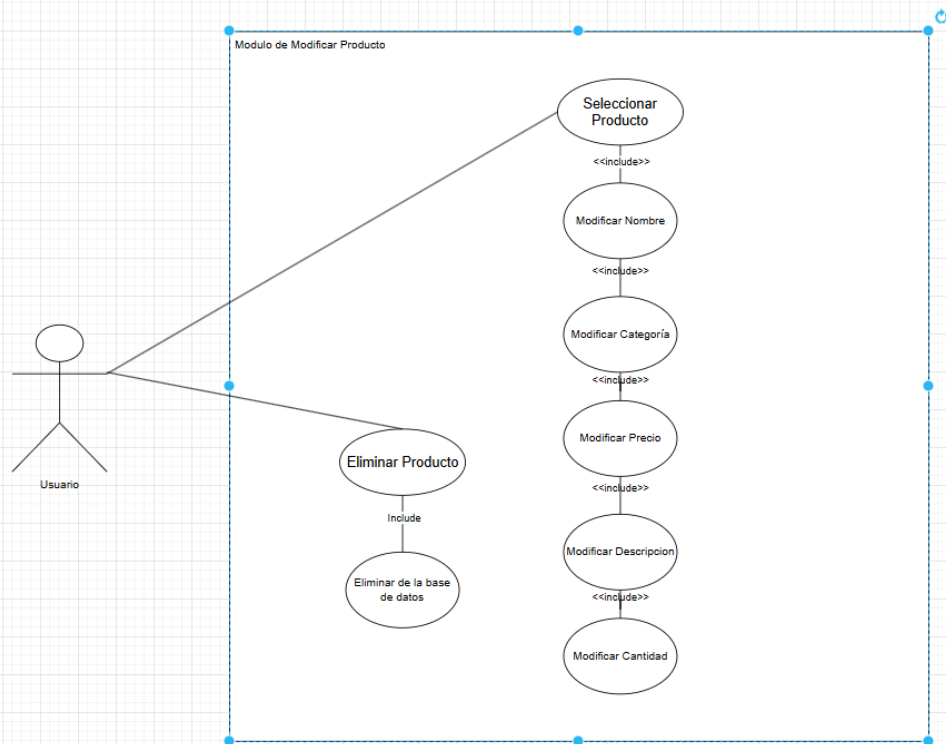 Modulo de Modificar Producto
Seleccionar
Producto
<<include>>
Modificar Nombre
<<include>>
Modificar Categoría
<<include>>
Modificar Precio
<<include>>
Modificar Descripcion
<<include>>
Modificar Cantidad
Eliminar Producto
Include
Eliminar de la base
de datos
Usuario